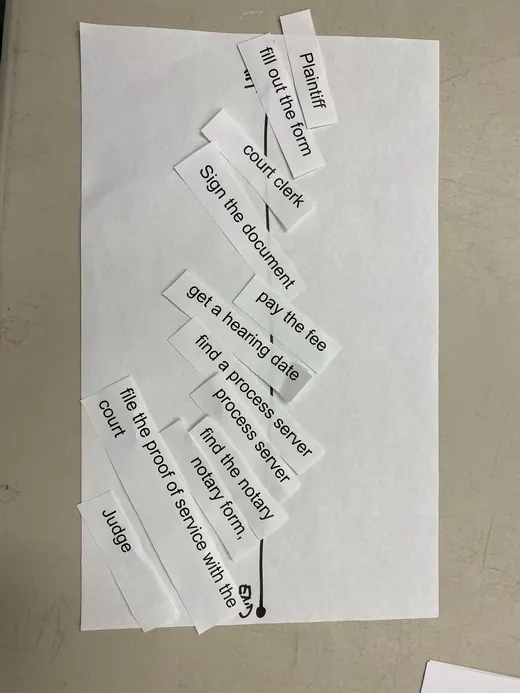 Plaintiff
fill out the form
court clerk
Sign the document
pay the fee
get a hearing date
find a process server
process server
find the notary
notary form,
file the proof of service with the
court
Judge